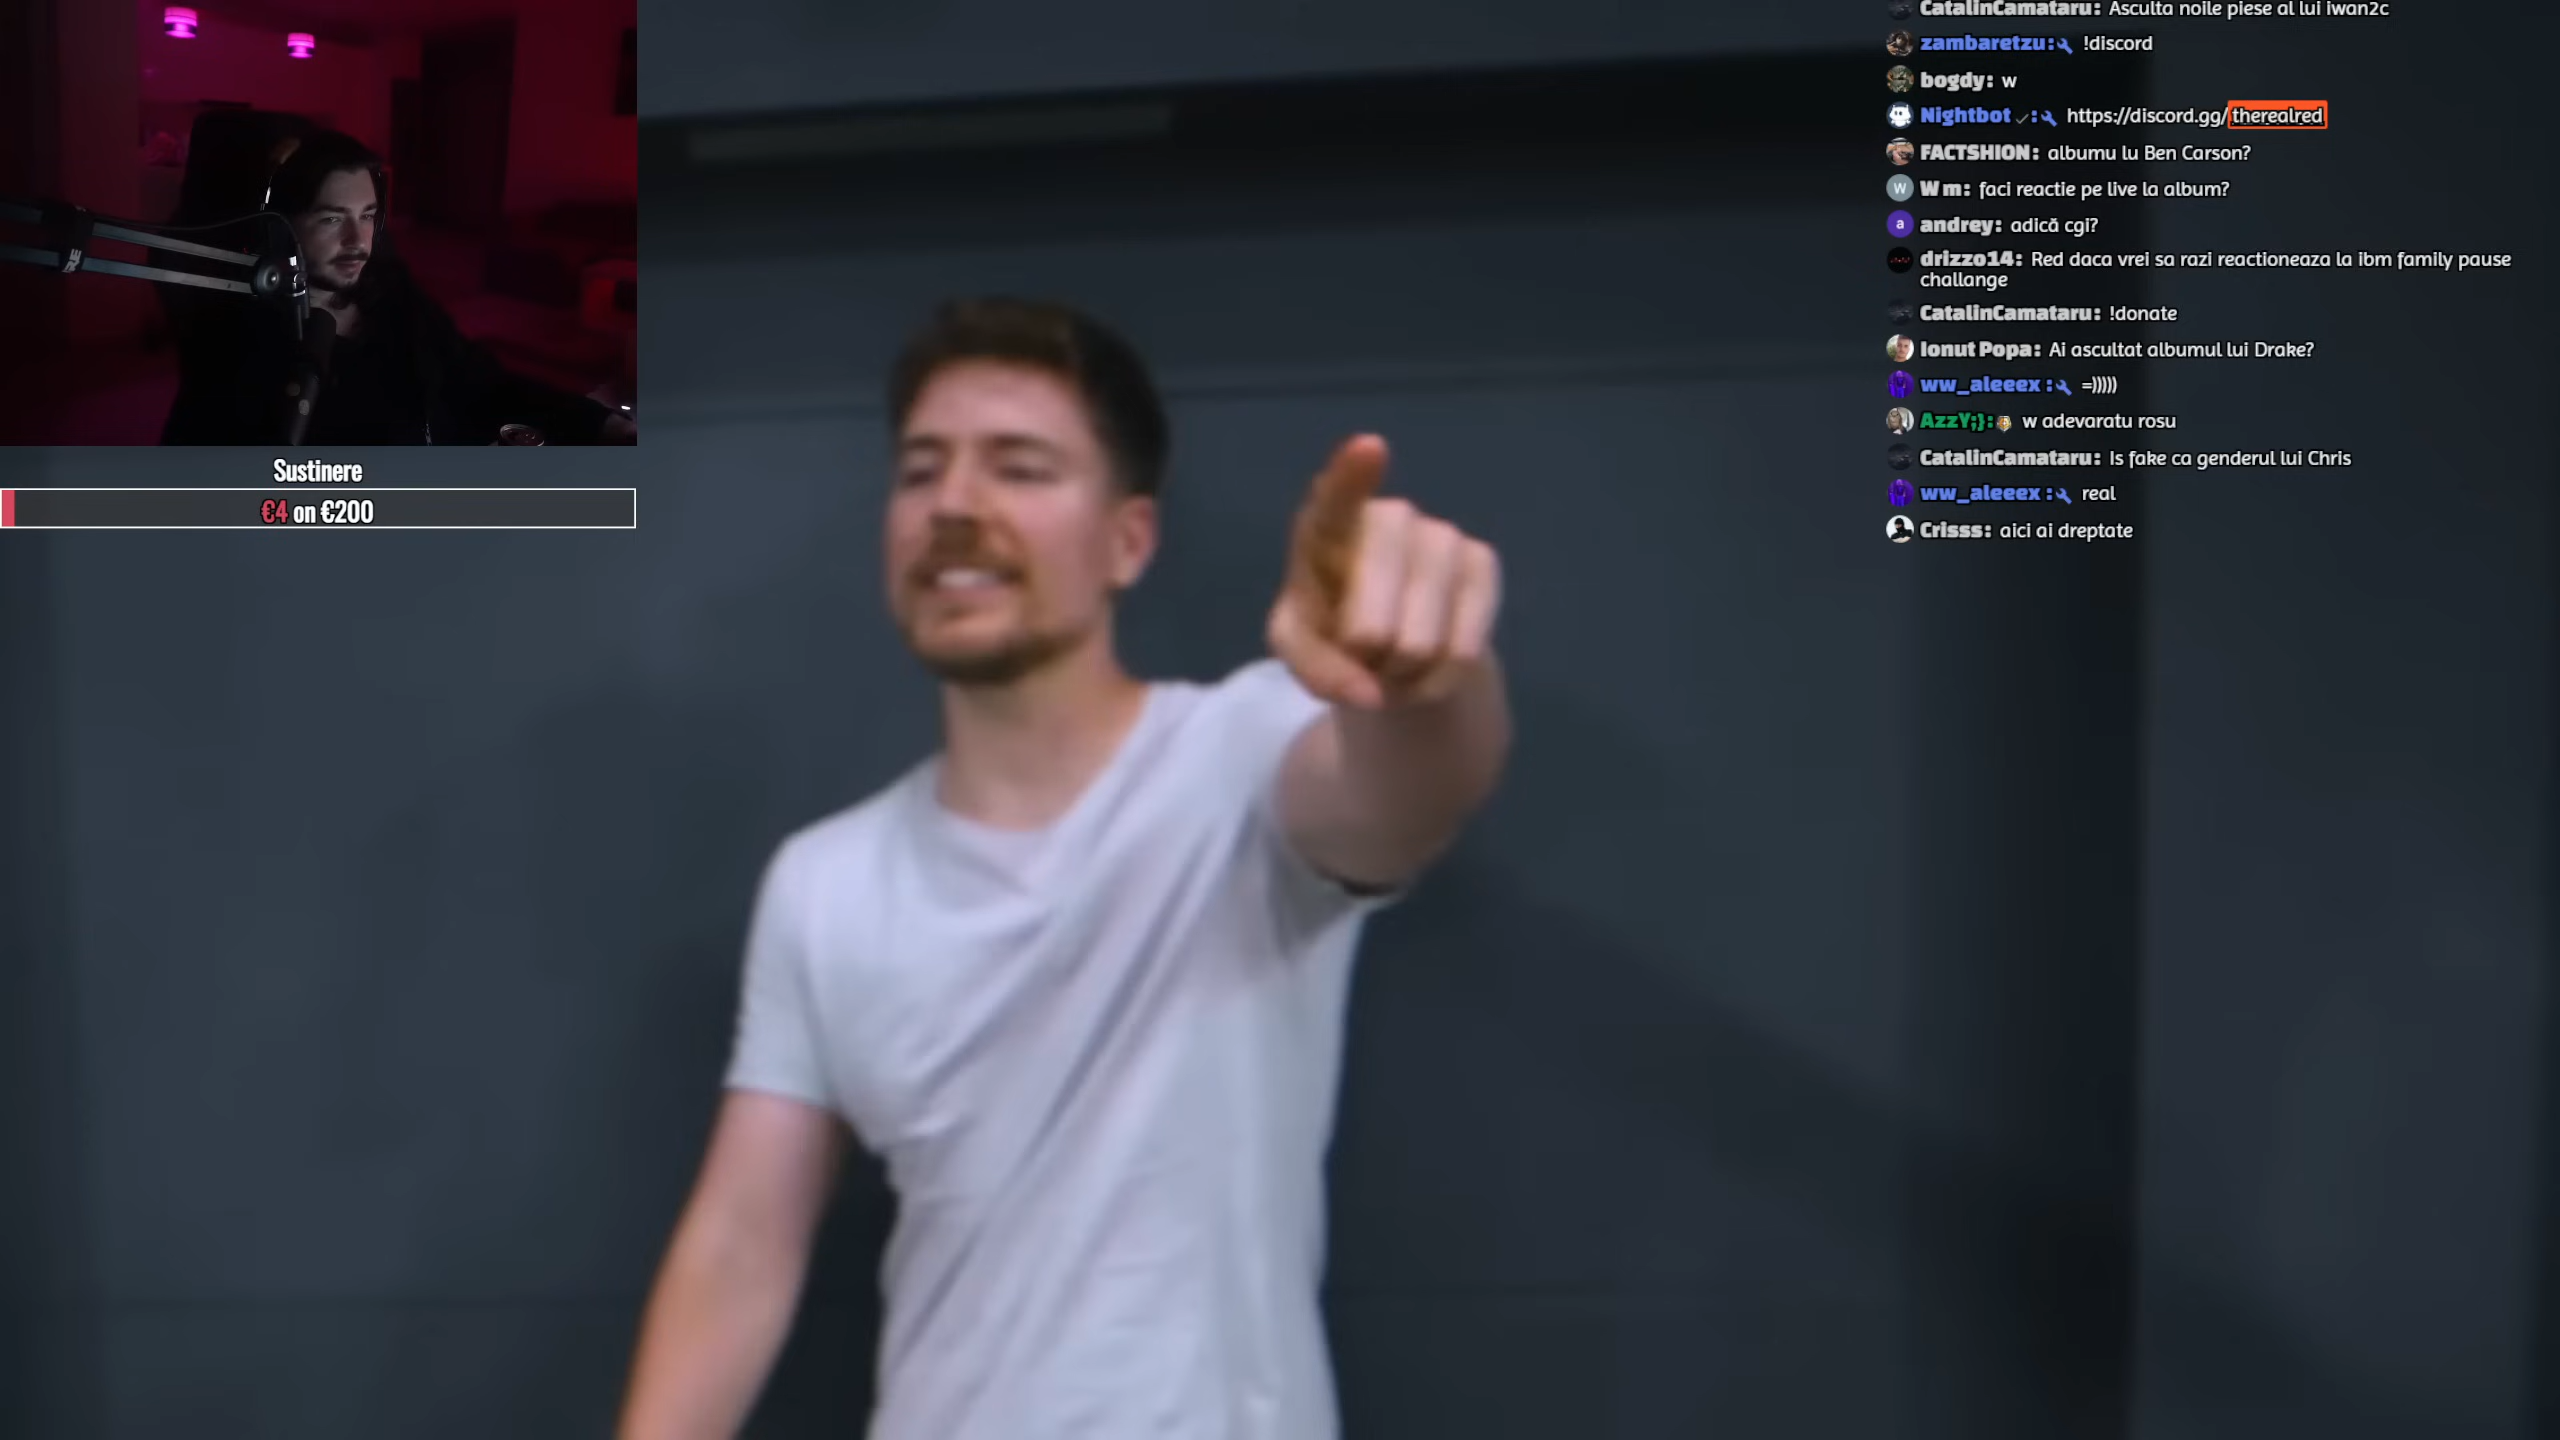 Sustinere
€4 on €200
CatalinCamataru: Asculta noile piese al lui iwan2c
zambaretzu: !discord
bogdy: w
Nightbot: https://discord.gg/therealred
FACTSHION: albumu lu Ben Carson?
W m: faci reactie pe live la album?
andrey: adică cgi?
drizzo14: Red daca vrei sa razi reactioneaza la ibm family pause
challange
CatalinCamataru: !donate
Ionut Popa: Ai ascultat albumul lui Drake?
ww_aleeex : =)))))
AzzY;}: w adevaratu rosu
CatalinCamataru: Is fake ca genderul lui Chris
ww_aleeex : real
Crisss: aici ai dreptate